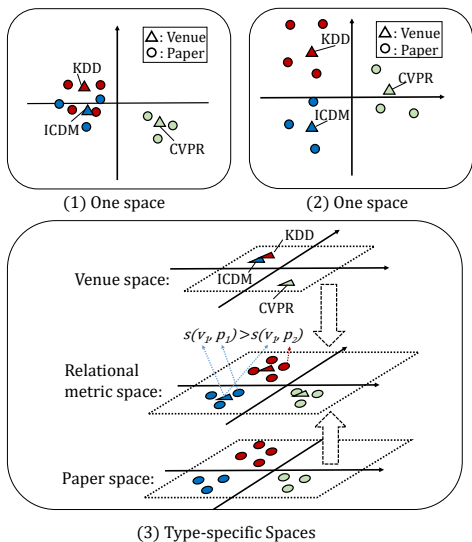 : Venue
: Paper
KDD
ICDM
CVPR
(1) One space
: Venue
: Paper
KDD
CVPR
ICDM
(2) One space
KDD
Venue space:
ICDM
CVPR
s(v₁, p₁)>s(v₁, p₂)
Relational
metric space:
Paper space:
(3) Type-specific Spaces